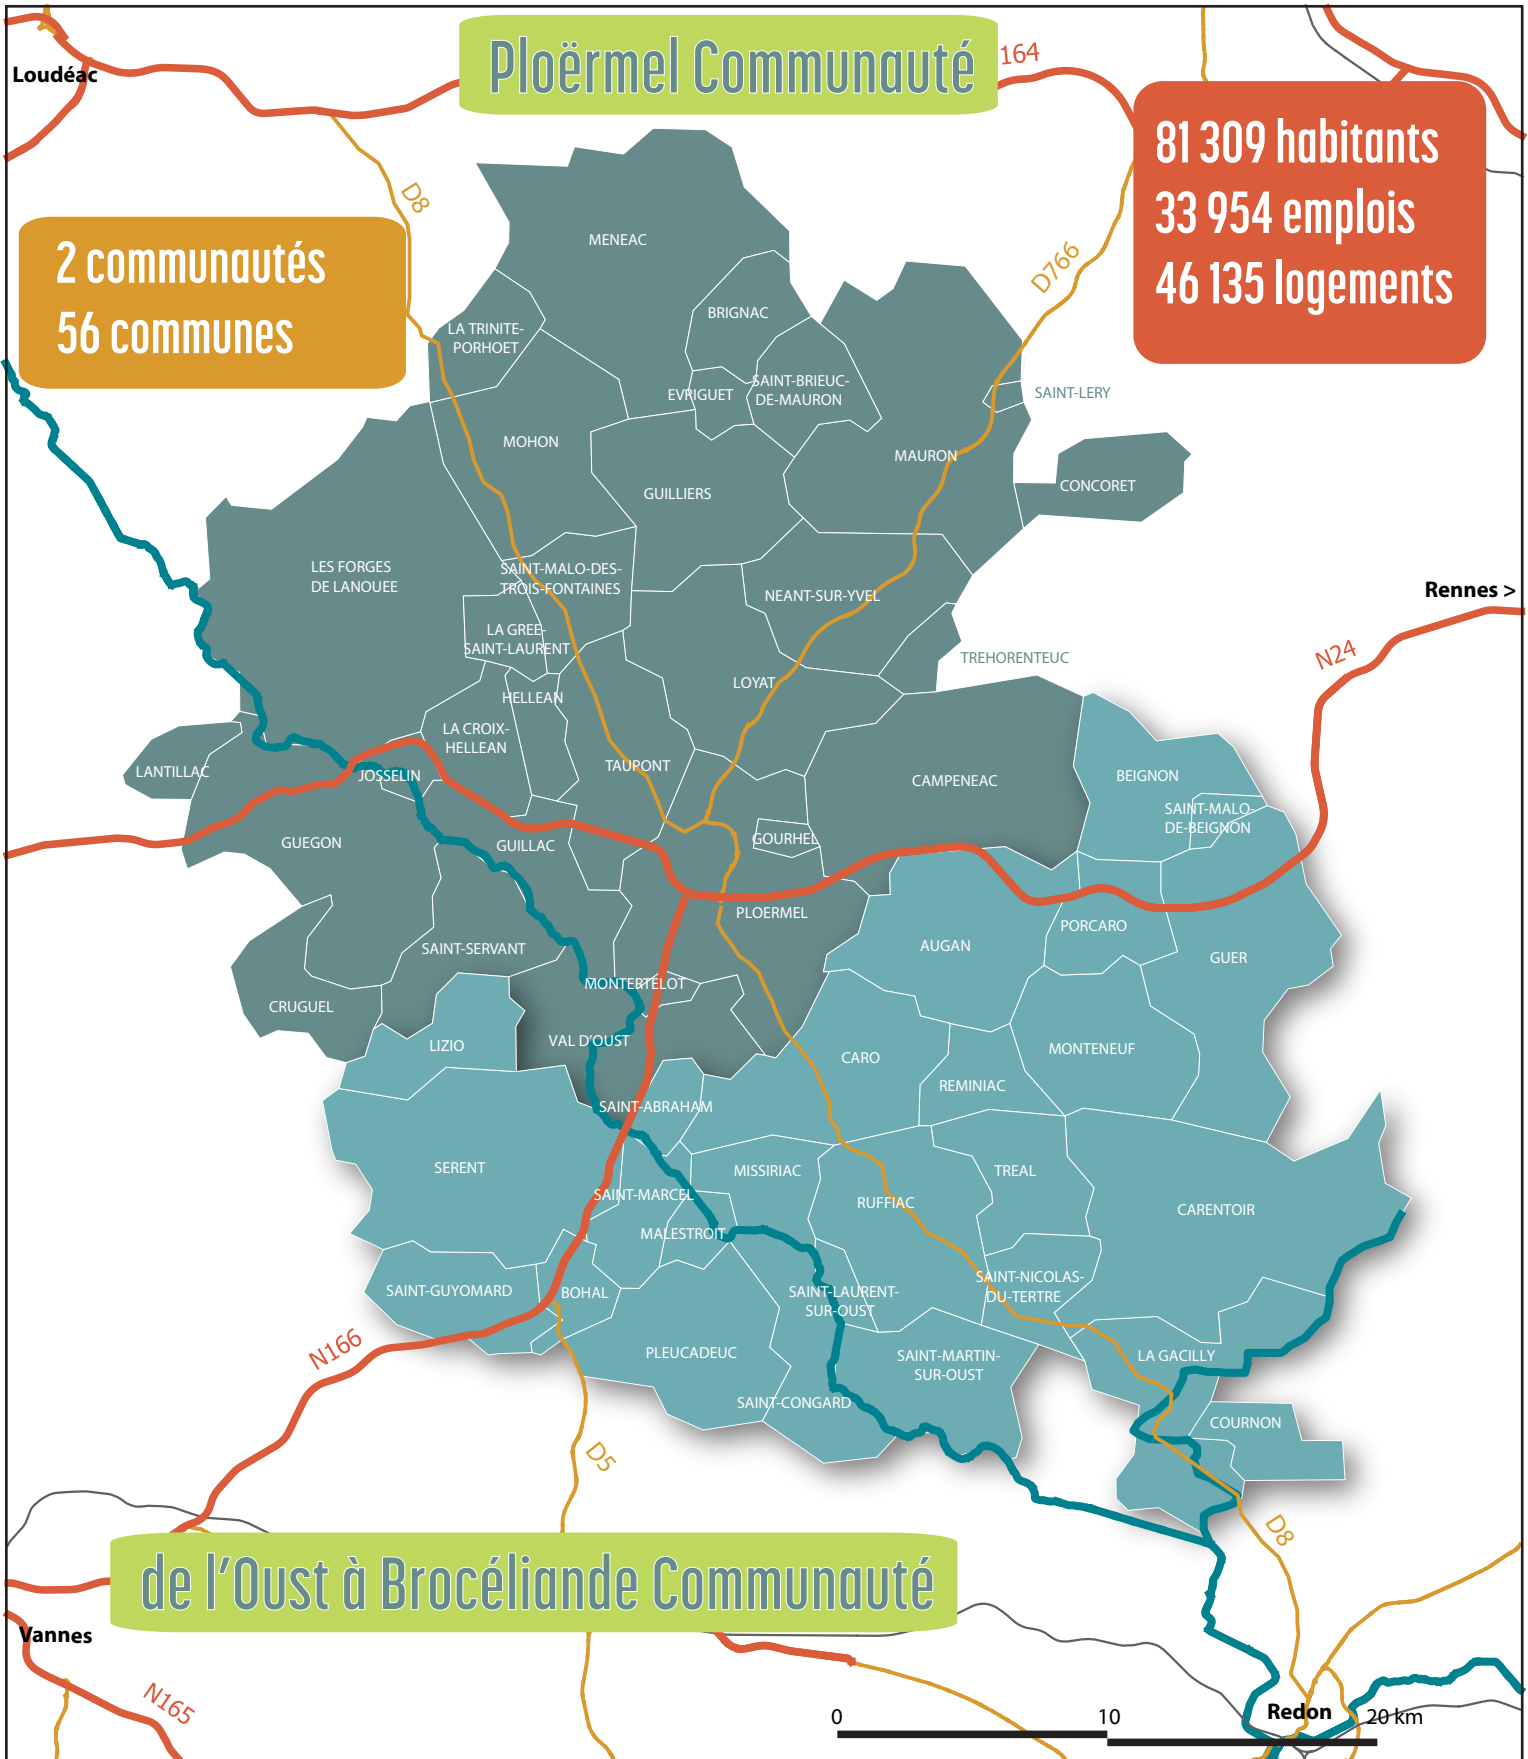 Ploërmel Communauté
164
Loudéac
81 309 habitants
33 954 emplois
46 135 logements
D8
2 communautés
56 communes
MENEAC
D766
BRIGNAC
LA TRINITE-
PORHOET
EVRIGUET
SAINT-BRIEUC-
DE-MAURON
SAINT-LERY
MOHON
MAURON
GUILLIERS
CONCORET
LES FORGES
DE LANOUEE
SAINT-MALO-DES-
TROIS-FONTAINES
NEANT-SUR-YVEL
Rennes >
LA GREE-
SAINT-LAURENT
TREHORENTEUC
N24
HELLEAN
LOYAT
LA CROIX-
HELLEAN
LANTILLAC
JOSSELIN
TAUPONT
CAMPENEAC
BEIGNON
SAINT-MALO-
DE-BEIGNON
GUEGON
GUILLAC
GOURHEL
PLOERMEL
PORCARO
AUGAN
GUER
SAINT-SERVANT
MONTERTELOT
CRUGUEL
LIZIO
VAL D'OUST
CARO
MONTENEUF
REMINIAC
SAINT-ABRAHAM
SERENT
MISSIRIAC
TREAL
SAINT-MARCEL
RUFFIAC
CARENTOIR
MALESTROIT
SAINT-GUYOMARD
BOHAL
SAINT-LAURENT-
SUR-OUST
SAINT-NICOLAS-
DU-TERTRE
N166
PLEUCADEUC
SAINT-MARTIN-
SUR-OUST
LA GACILLY
SAINT-CONGARD
COURNON
D5
D8
de l'Oust à Brocéliande Communauté
Vannes
N165
Redon
0 10 20 km